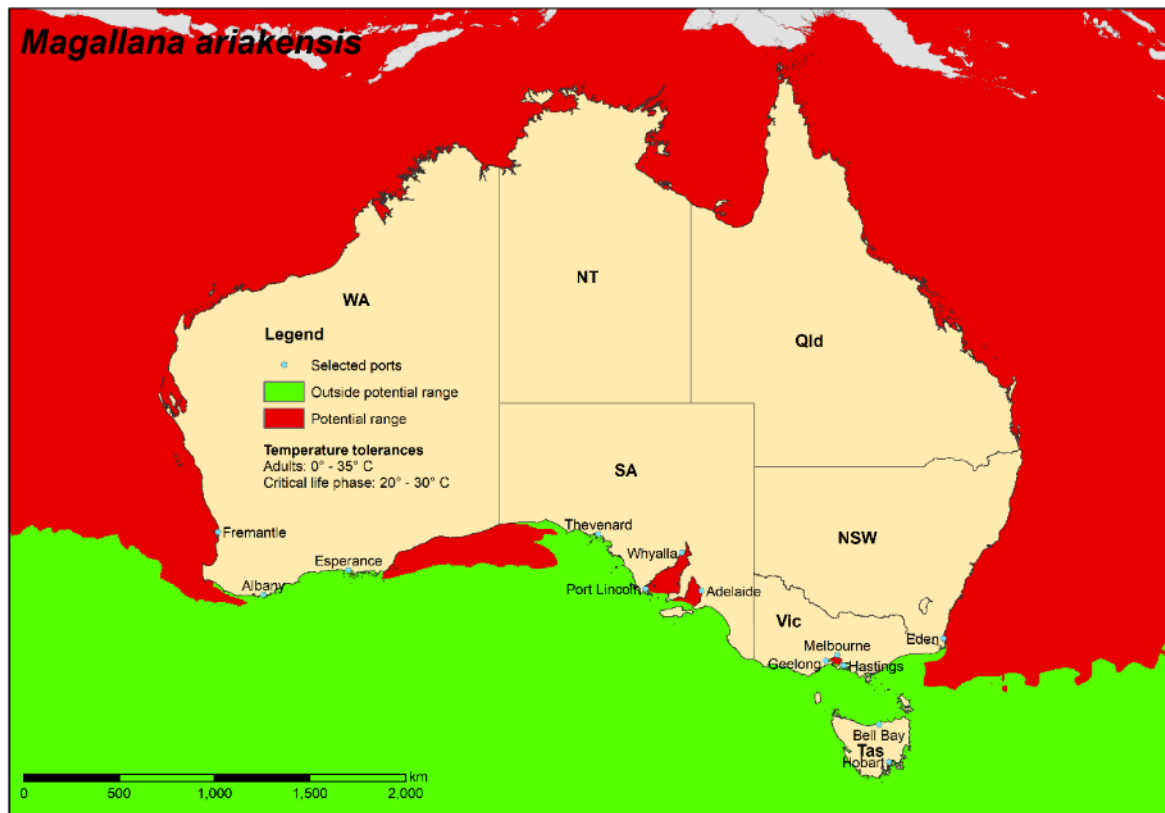 Magallana ariakensis
NT
WA
Qld
Legend
Selected ports
Outside potential range
Potential range
Temperature tolerances
Adults: 0° - 35° C
Critical life phase: 20° - 30° C
SA
Fremantle
Thevenard
Esperance
Whyalla
NSW
Albany
Port Lincoln
Adelaide
Vic
Eden
Melbourne
Geelong
Hastings
Bell Bay
Tas
Hobart
km
0 500 1,000 1,500 2,000